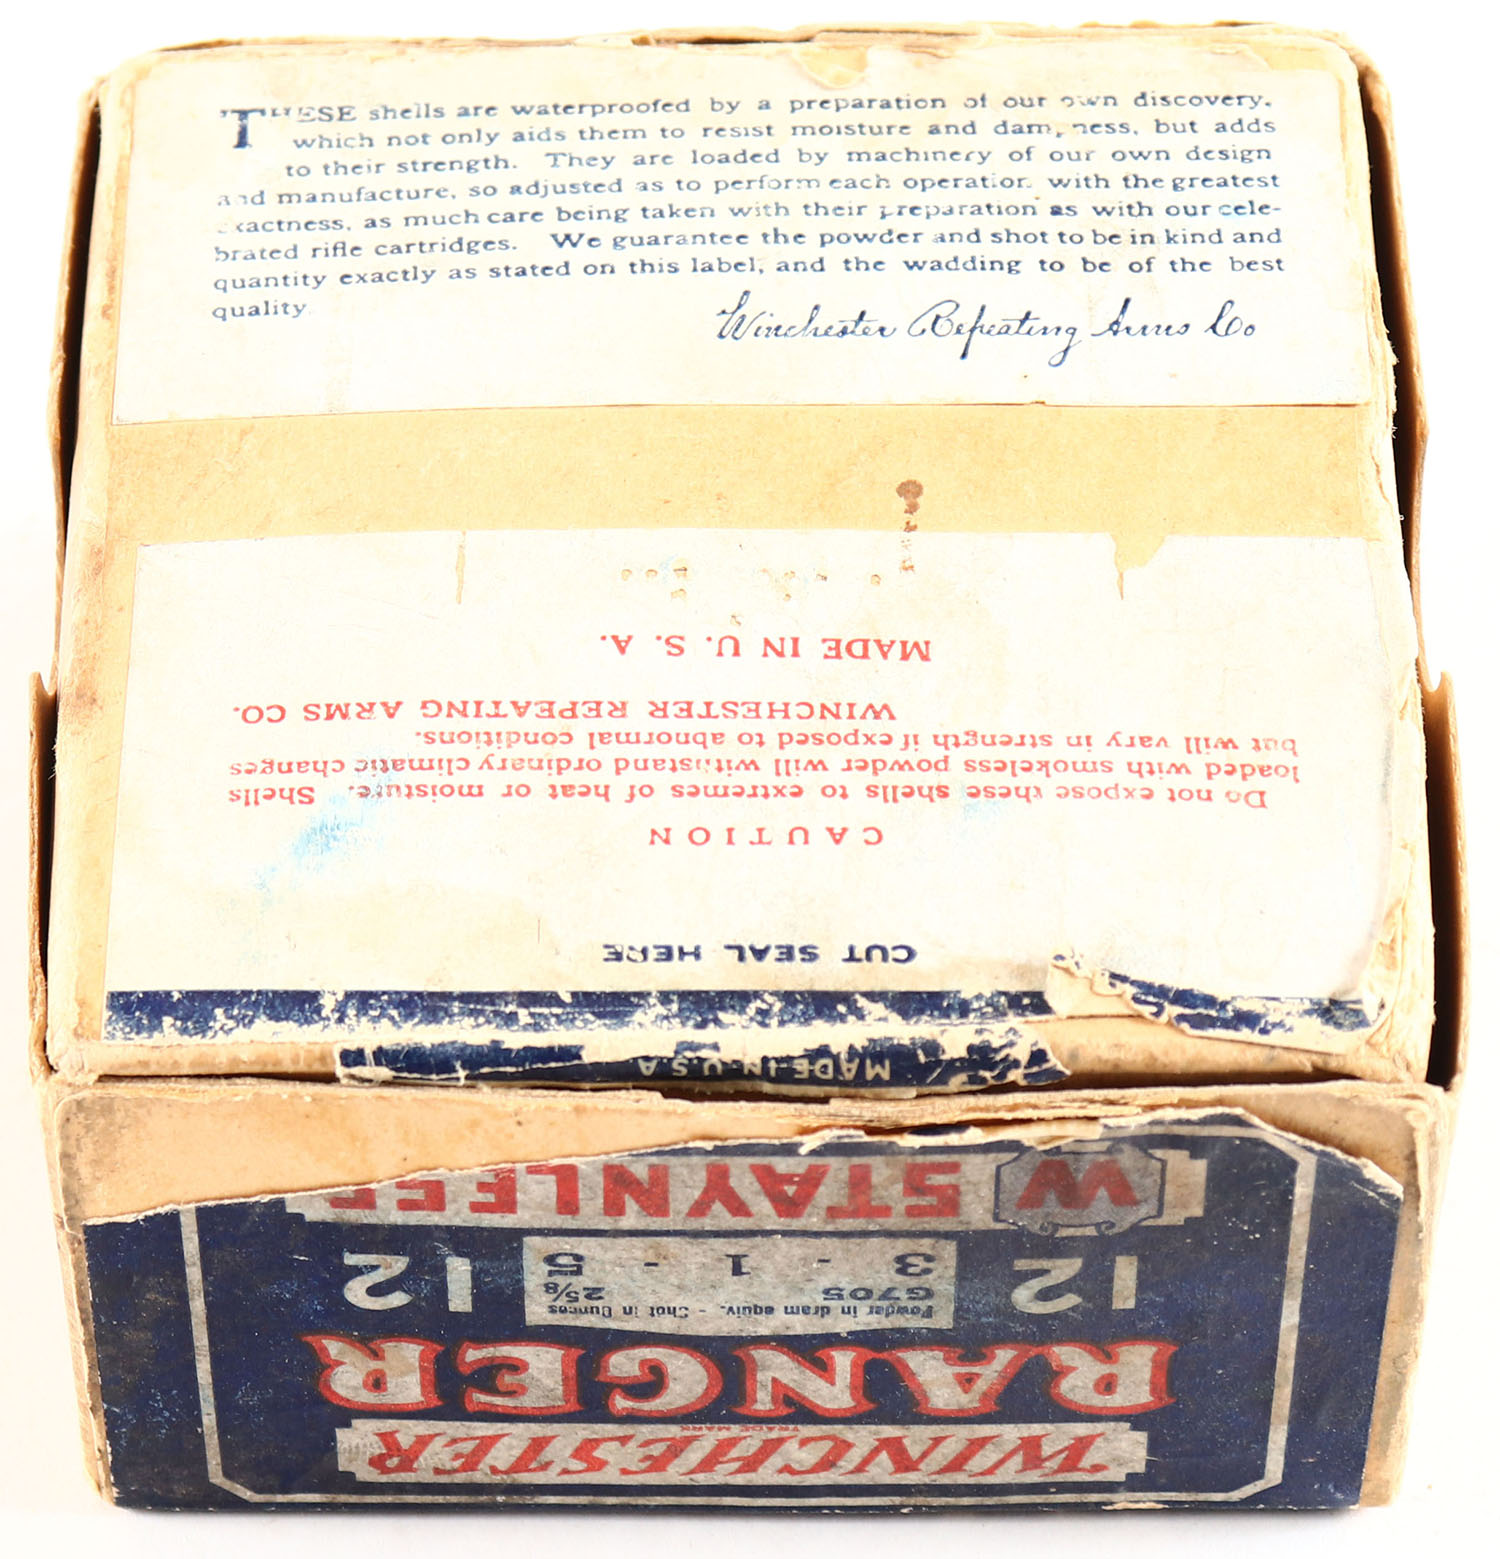 THESE shells are waterproofed by a preparation of our own discovery,
which not only aids them to resist moisture and dampness, but adds
to their strength. They are loaded by machinery of our own design
and manufacture, so adjusted as to perform each operation with the greatest
exactness, as much care being taken with their preparation as with our cele-
brated rifle cartridges. We guarantee the powder and shot to be in kind and
quantity exactly as stated on this label, and the wadding to be of the best
quality.
Winchester Repeating Arms Co
CUT SEAL HERE
CAUTION
Do not expose these shells to extremes of heat or moisture. Shells
loaded with smokeless powder will withstand ordinary climatic changes
but will vary in strength if exposed to abnormal conditions.
WINCHESTER REPEATING ARMS CO.
MADE IN U. S. A.
MADE-IN-U.S.A
WINCHESTER
TRADE MARK
RANGER
12 12
Powder in dram equiv. - Shot in Ounces
G705 2⅝
3 - 1 - 5
W STAYNLESS